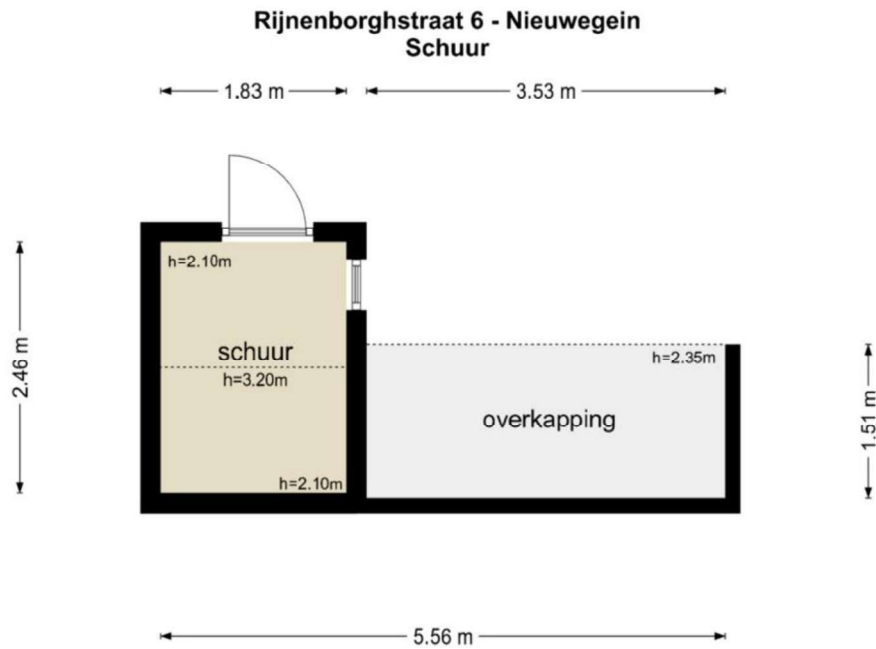 Rijnenborghstraat 6 - Nieuwegein
Schuur
1.83 m
3.53 m
h=2.10m
2.46 m
schuur
h=3.20m
h=2.35m
overkapping
1.51 m
h=2.10m
5.56 m